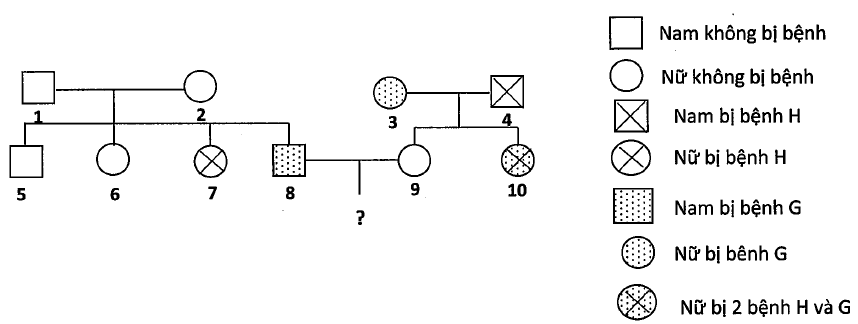 Nam không bị bệnh
Nữ không bị bệnh
1 2 3 4
Nam bị bệnh H
Nữ bị bệnh H
5 6 7 8 9 10
?
Nam bị bệnh G
Nữ bị bênh G
Nữ bị 2 bệnh H và G